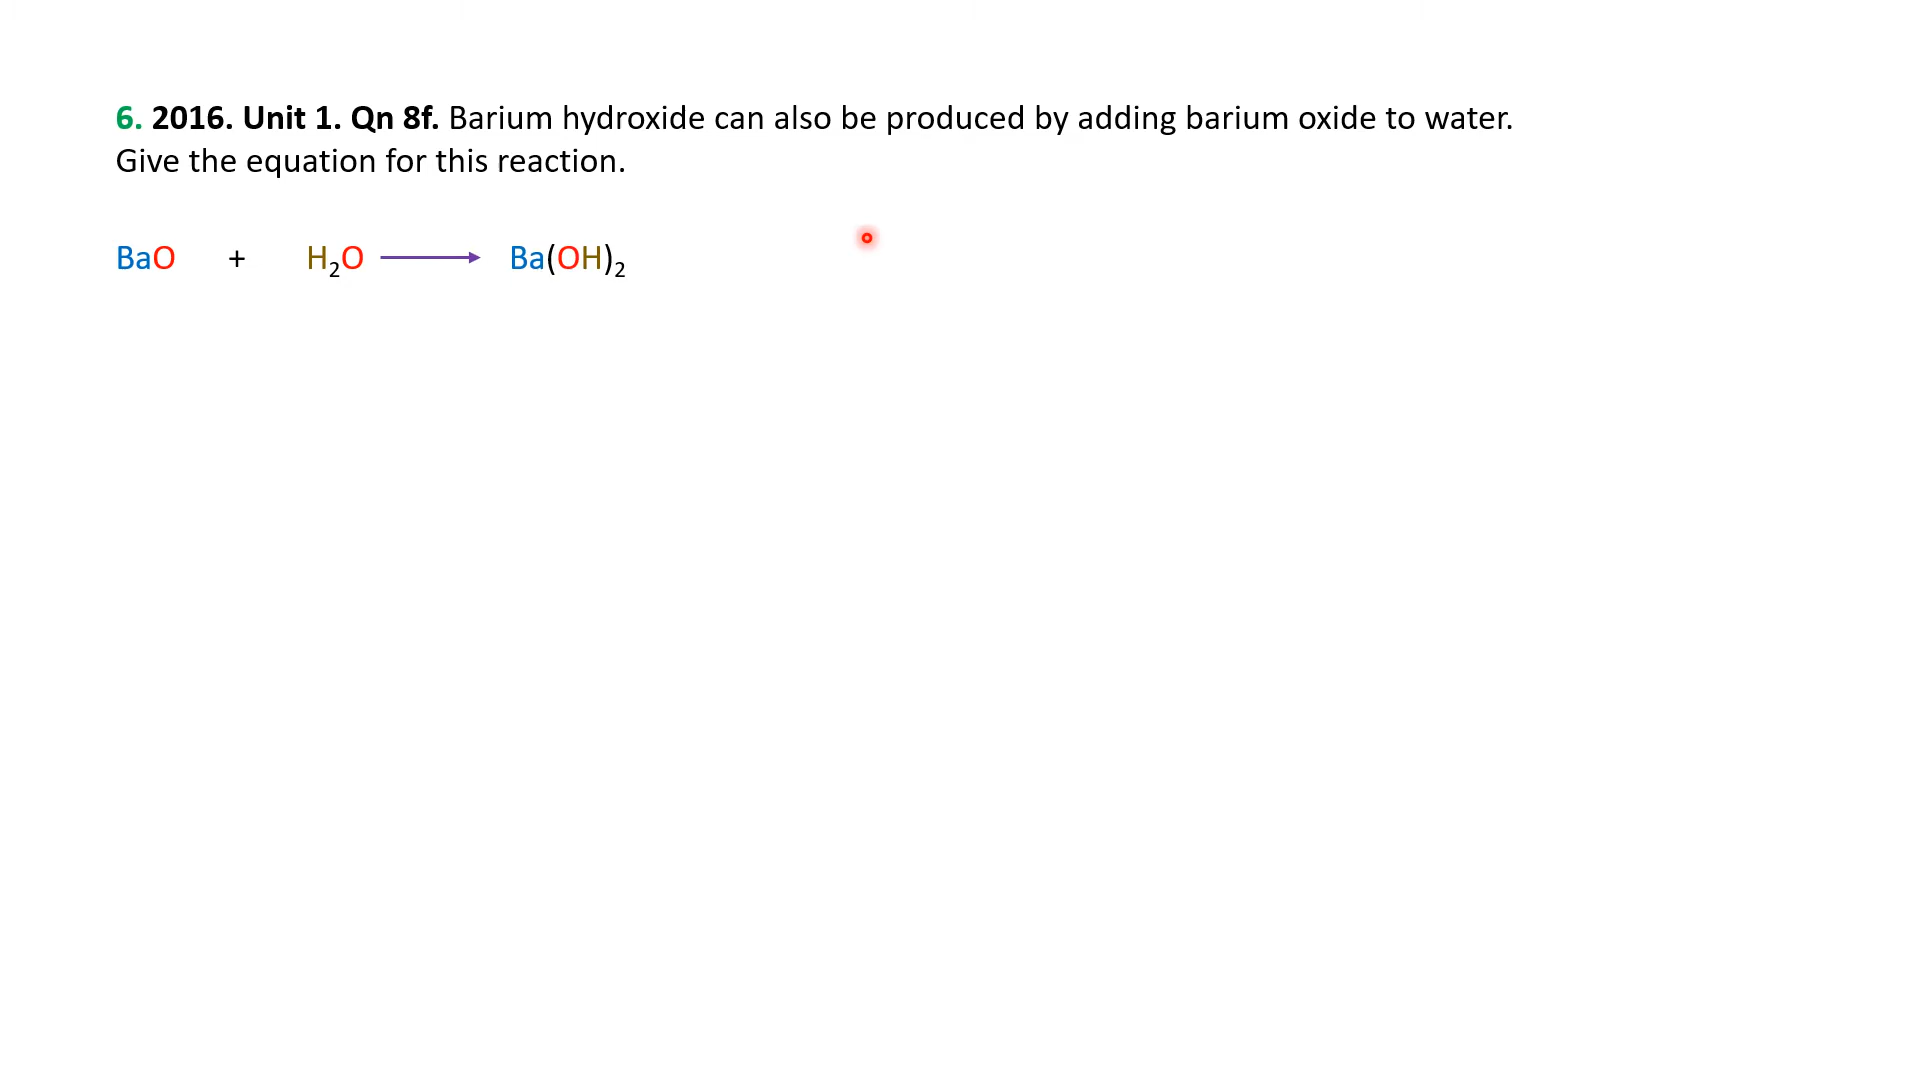 6. 2016. Unit 1. Qn 8f. Barium hydroxide can also be produced by adding barium oxide to water.
Give the equation for this reaction.
BaO + H₂O ⟶ Ba(OH)₂